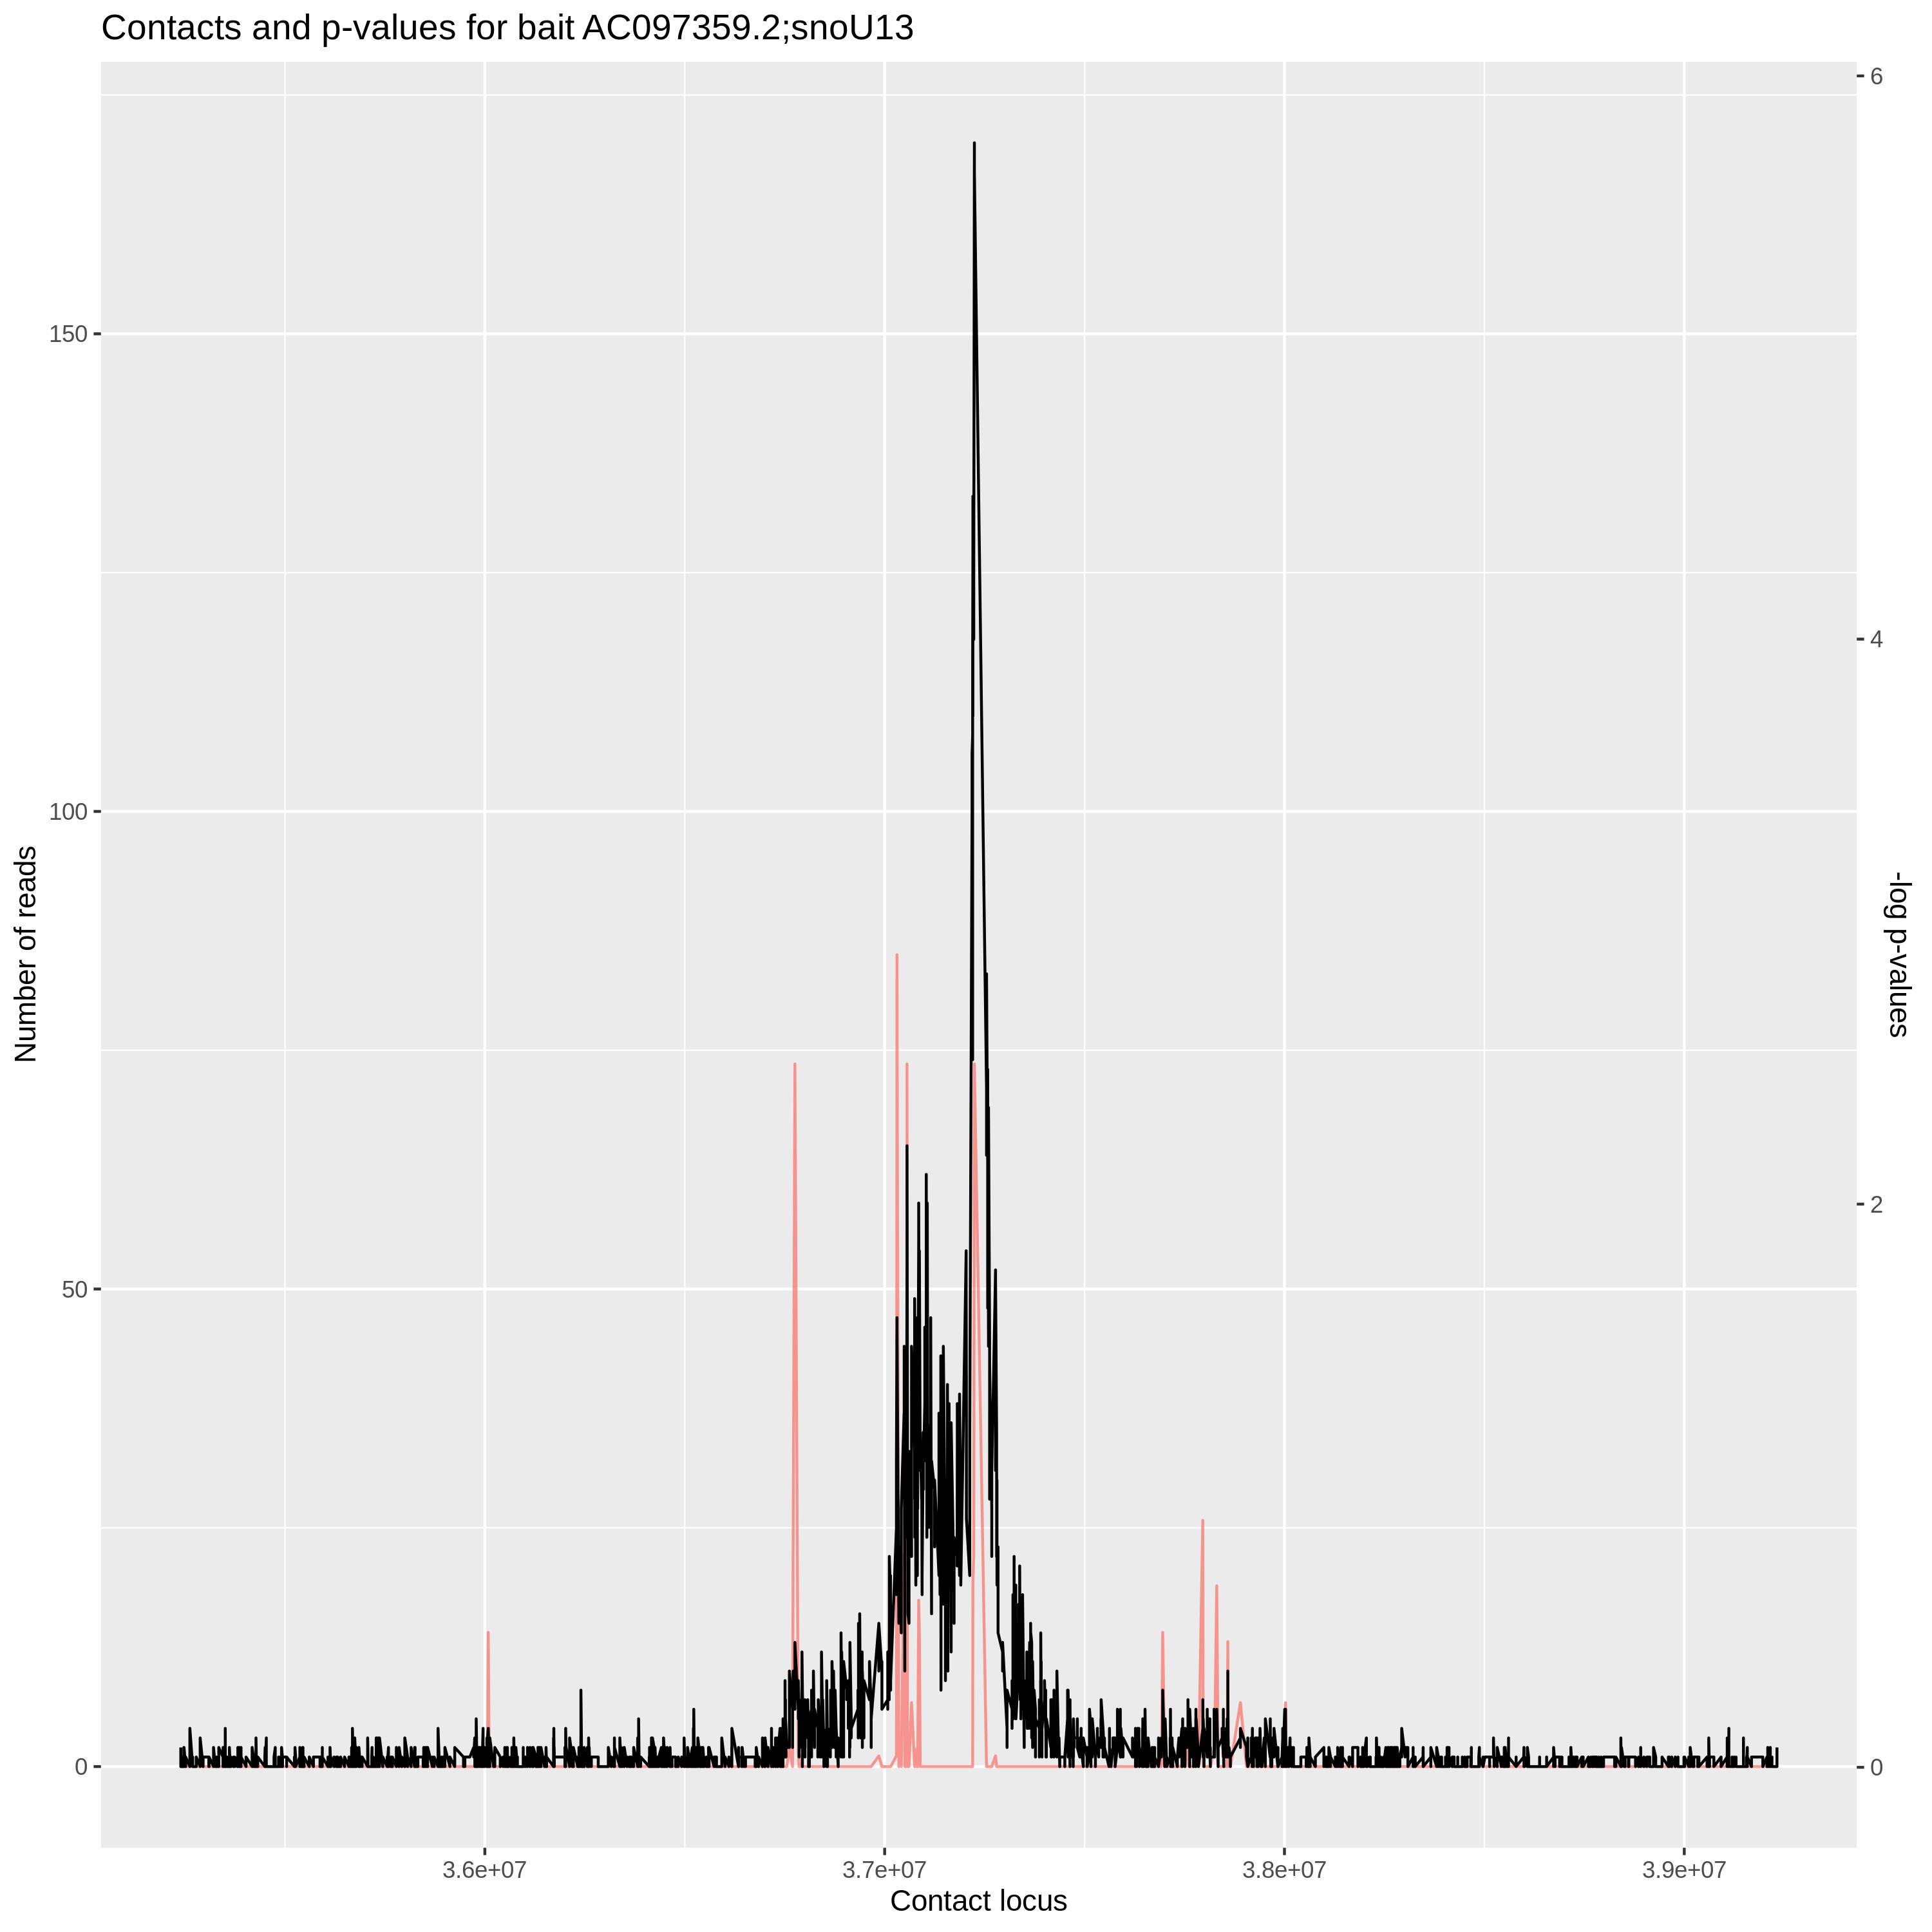 Contacts and p-values for bait AC097359.2;snoU13
150
100
50
0
Number of reads
6
4
2
0
-log p-values
3.6e+07
3.7e+07
3.8e+07
3.9e+07
Contact locus